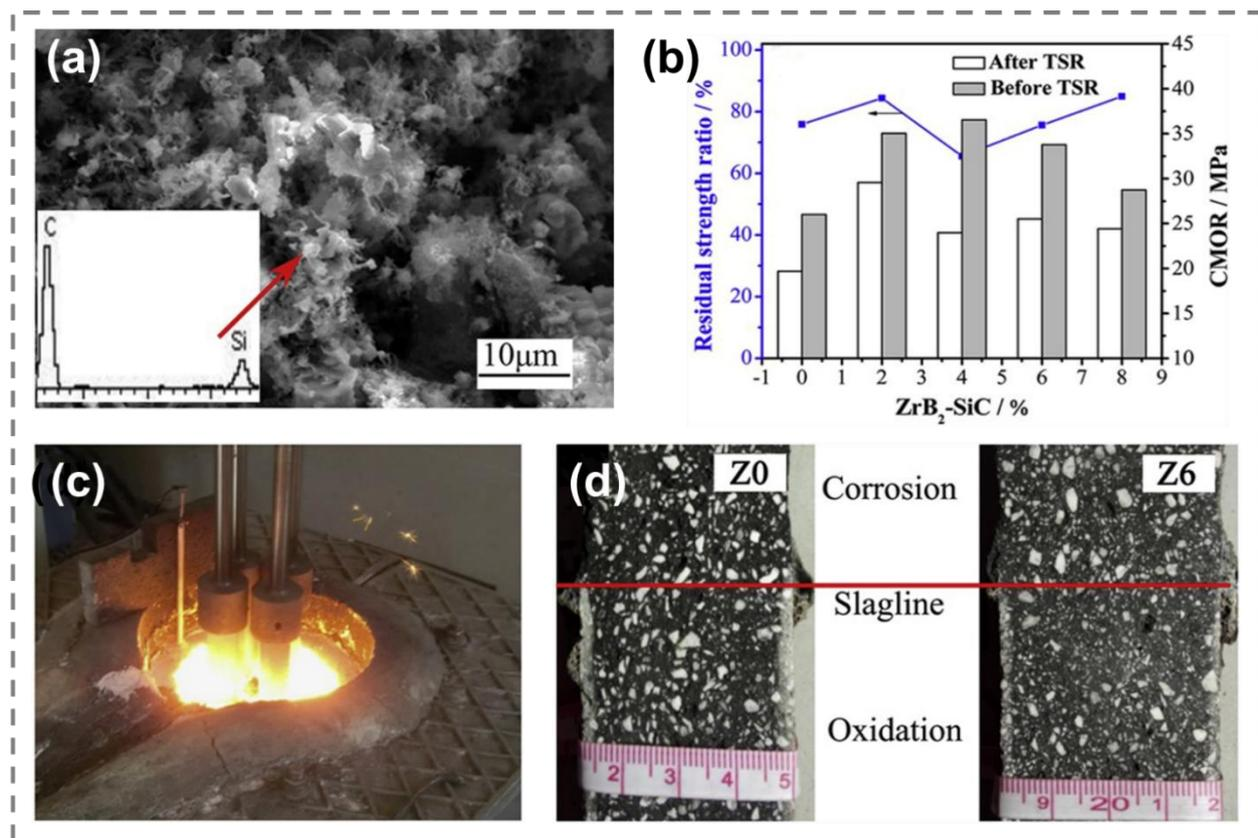 (a)
C
Si
10μm
(b)
100
80
60
40
20
0
Residual strength ratio / %
After TSR
Before TSR
45
40
35
30
25
20
15
10
CMOR / MPa
-1 0 1 2 3 4 5 6 7 8 9
ZrB₂-SiC / %
(c)
(d)
Z0
Corrosion
Z6
Slagline
Oxidation
2 3 4 5
9 20 1 2